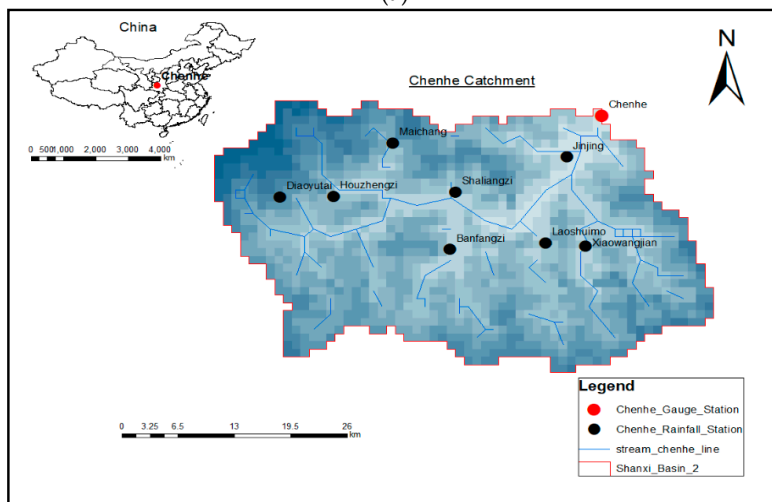 China
Chenhe
0 500 1,000 2,000 3,000 4,000
km
Chenhe Catchment
N
Chenhe
Maichang
Jinjing
Diaoyutai
Houzhengzi
Shaliangzi
Banfangzi
Laoshuimo
Xiaowangjian
0 3.25 6.5 13 19.5 26
km
Legend
Chenhe_Gauge_Station
Chenhe_Rainfall_Station
stream_chenhe_line
Shanxi_Basin_2